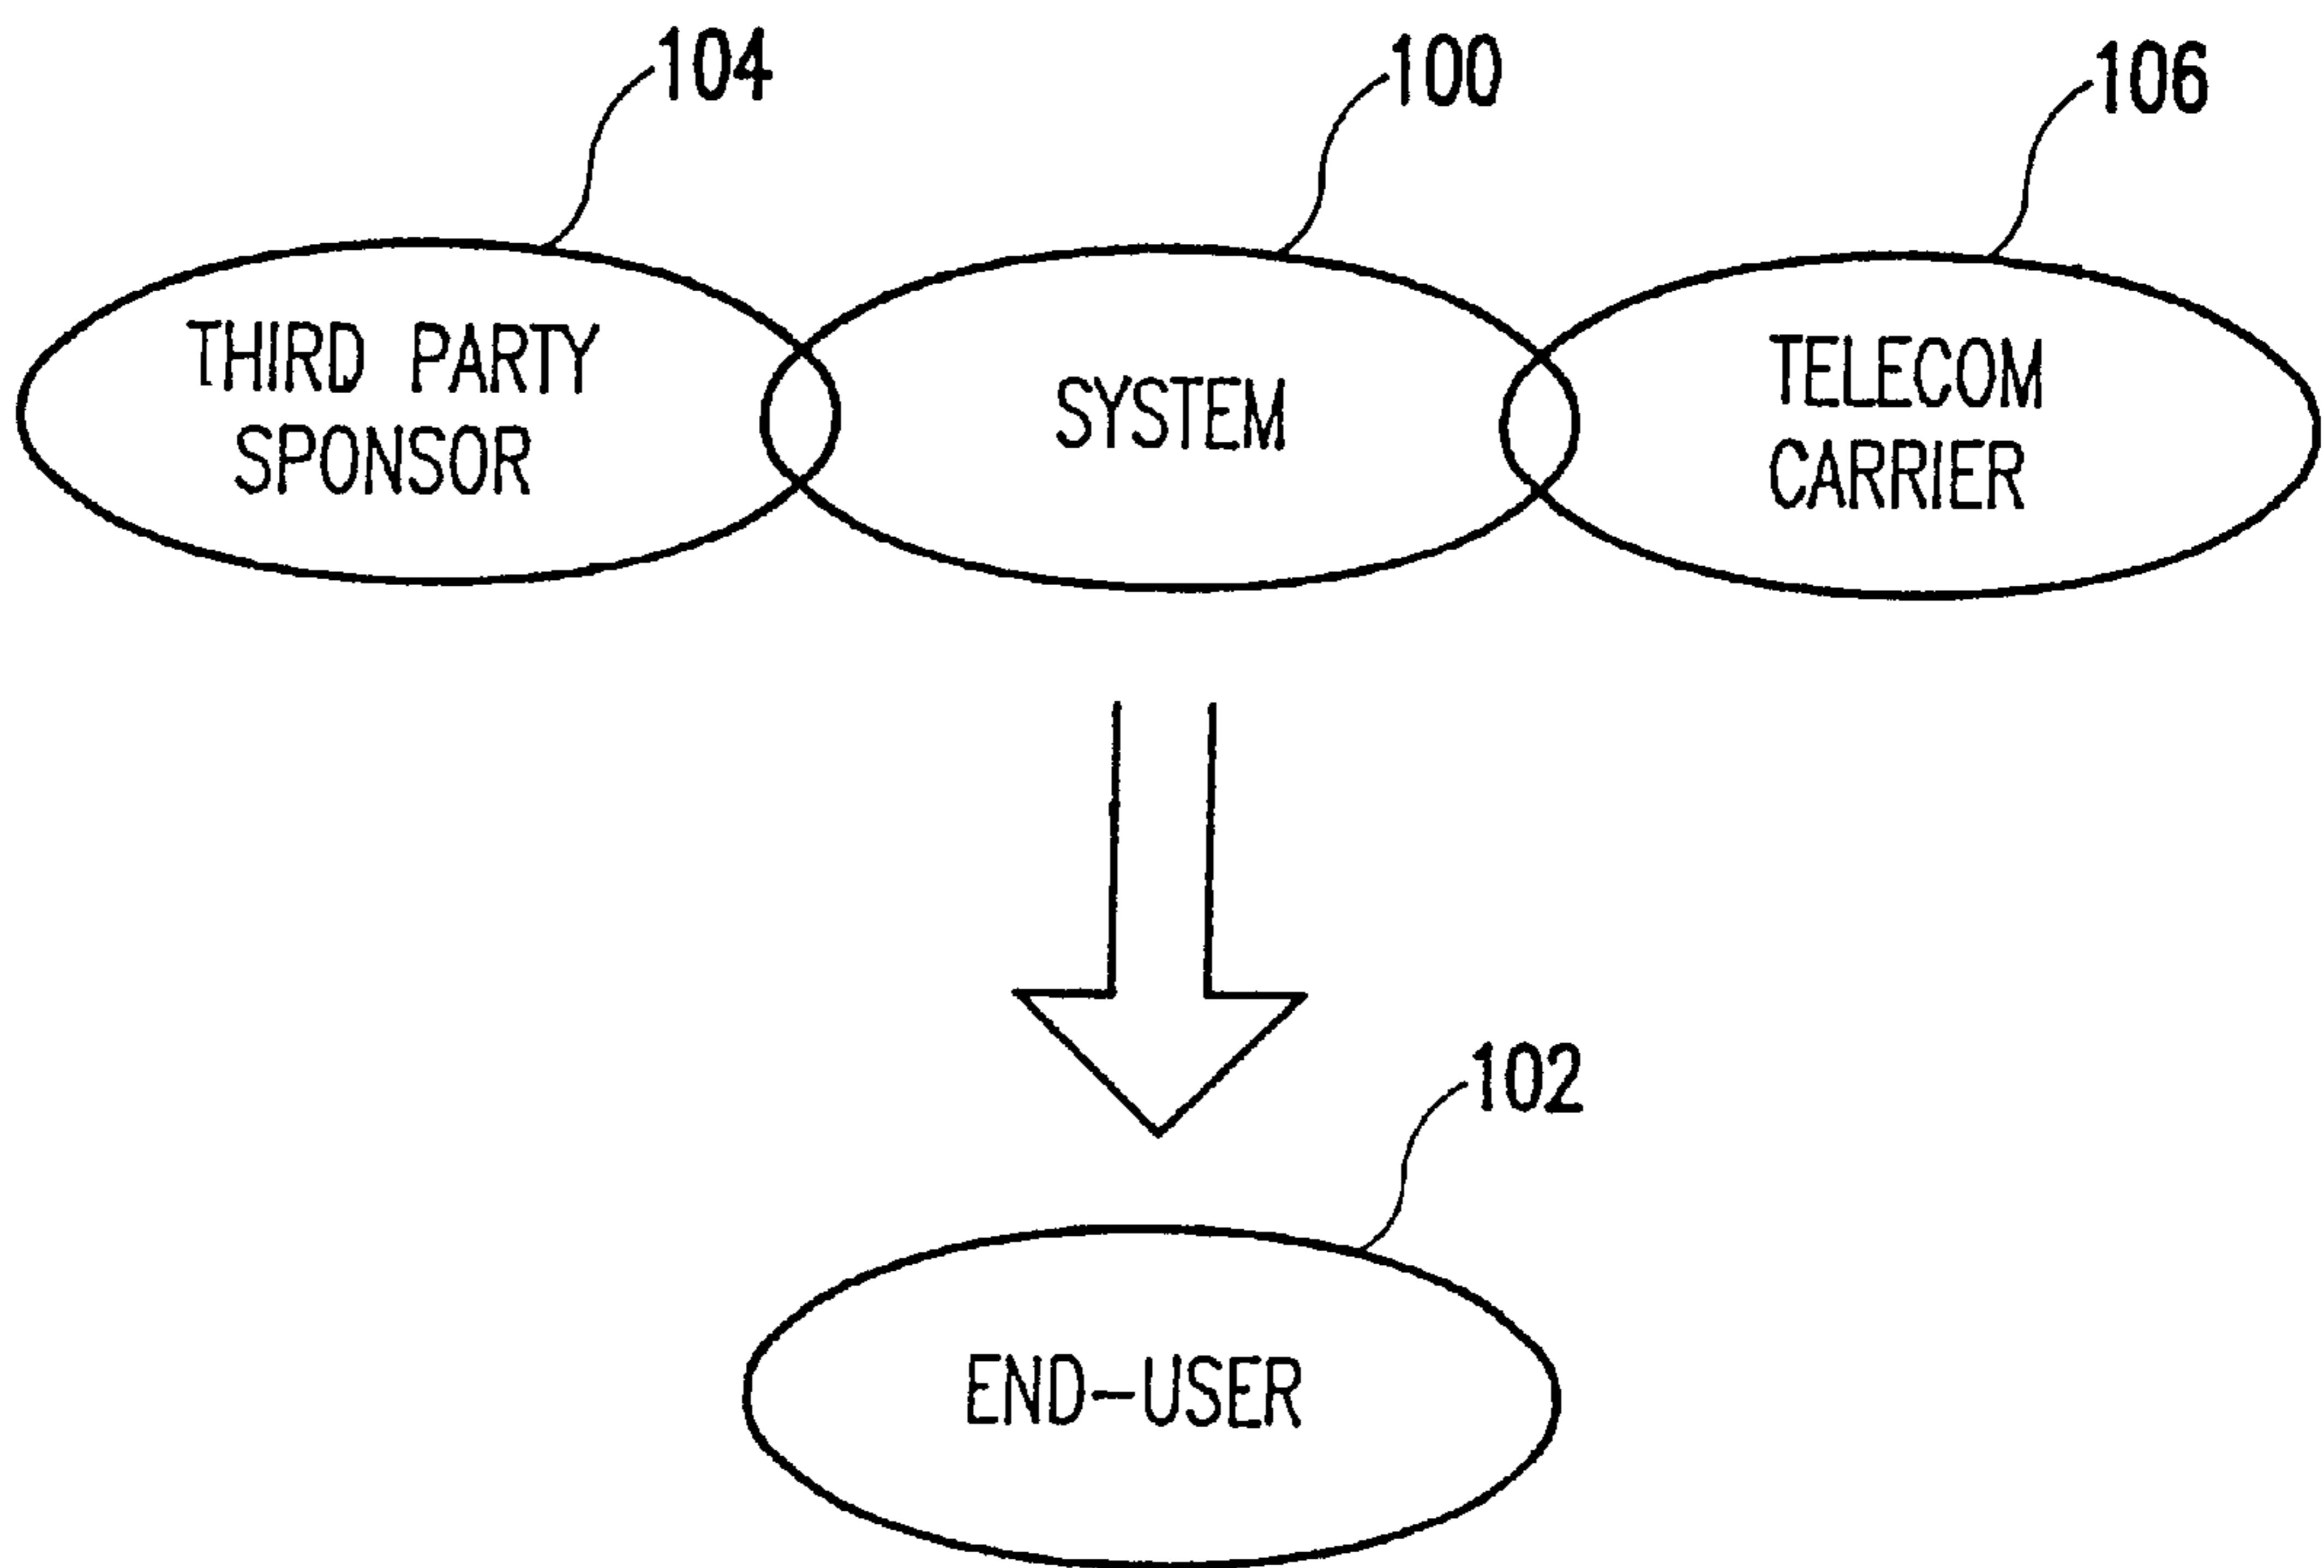 104
100
106
THIRD PARTY
SPONSOR
SYSTEM
TELECOM
CARRIER
102
END-USER